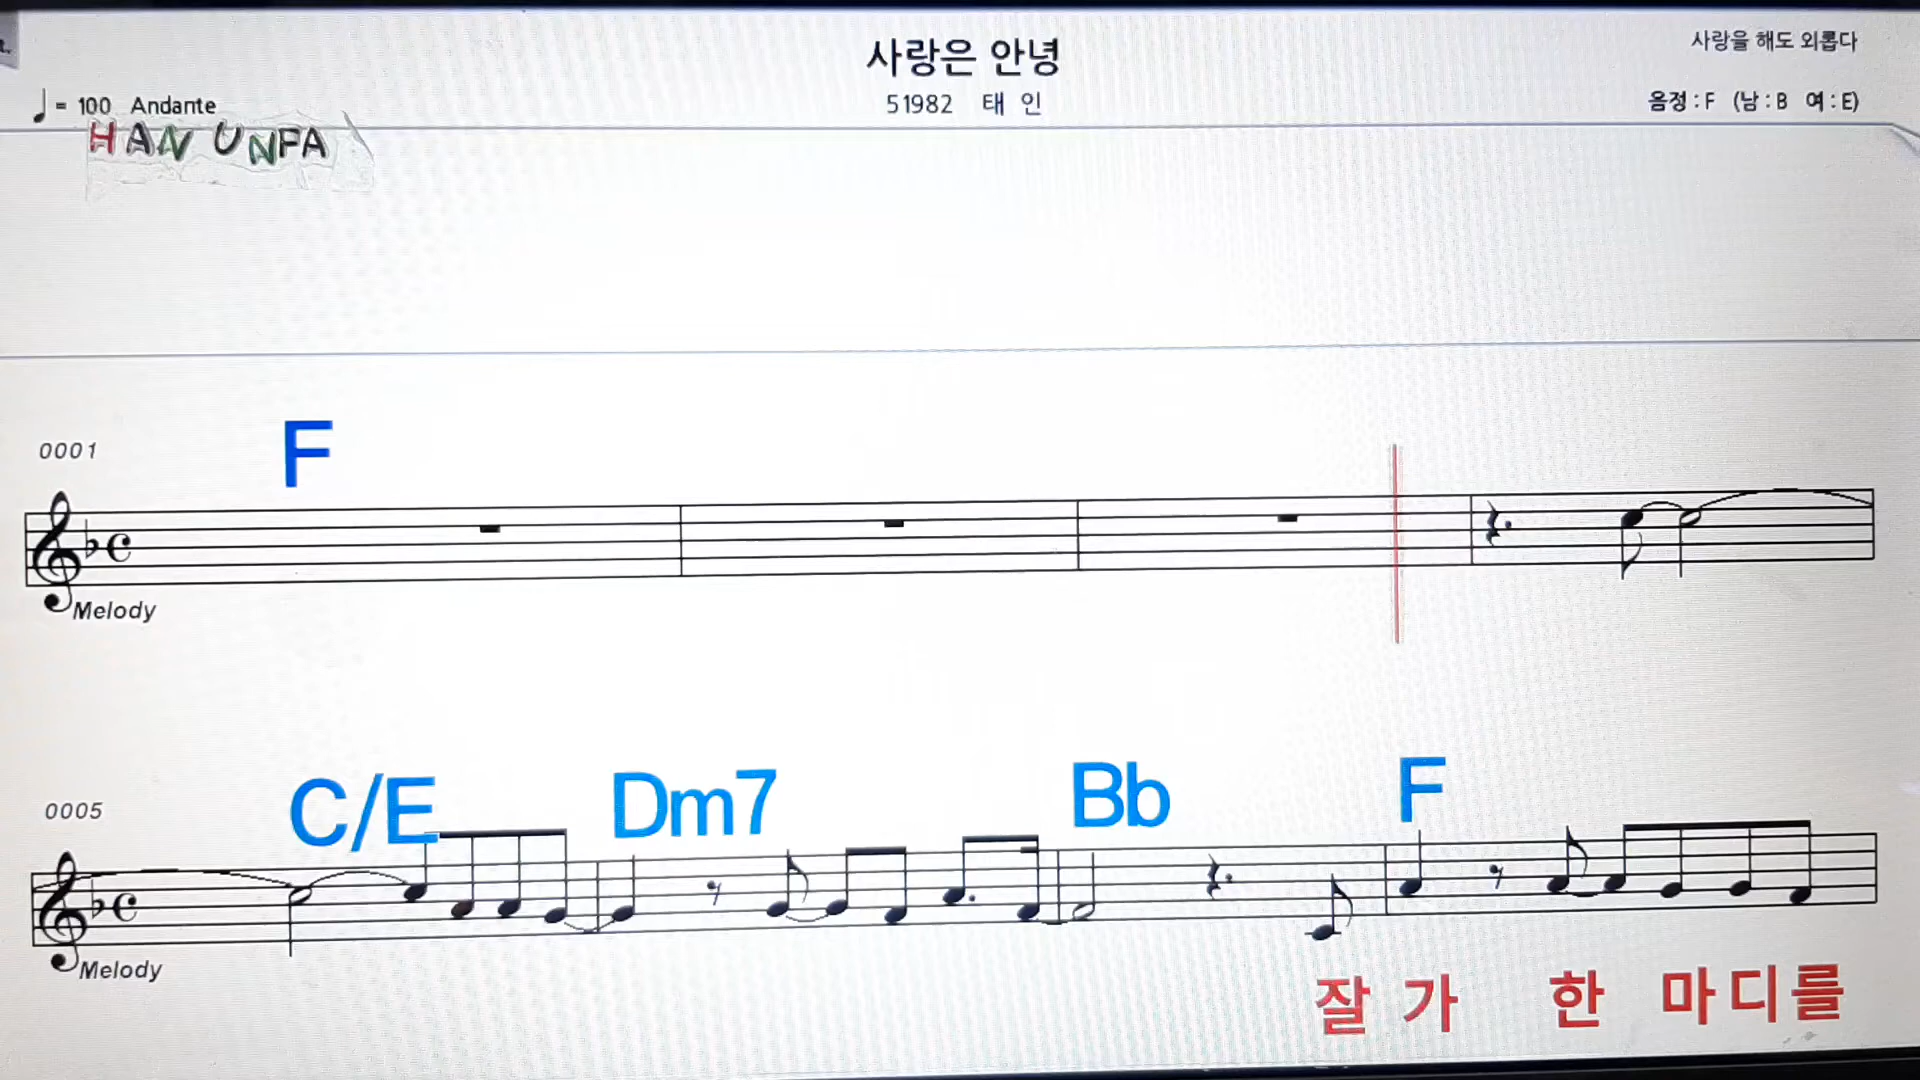 사랑은 안녕
사랑을 해도 외롭다
= 100 Andante
51982 태 인
음정 : F (남 : B 여 : E)
HAN UNFA
F
0001
Melody
C/E Dm7 Bb F
0005
Melody
잘 가 한 마 디 를